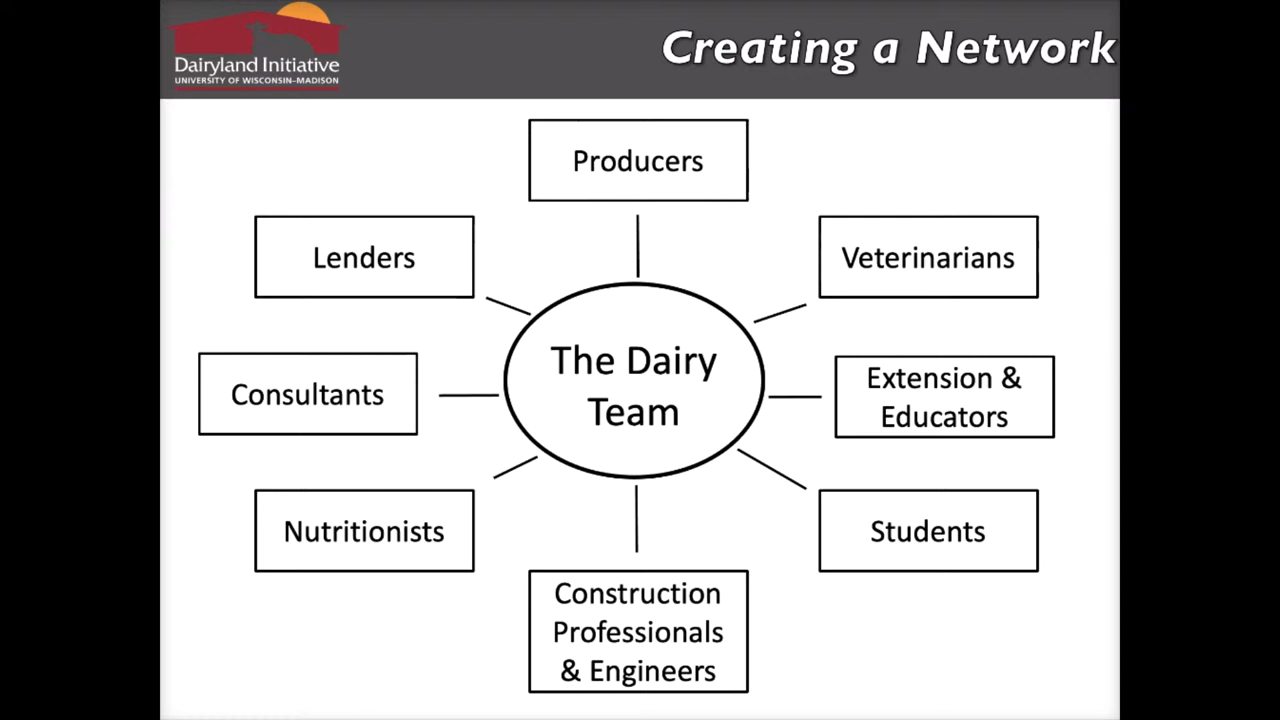 Dairyland Initiative
UNIVERSITY OF WISCONSIN–MADISON
Creating a Network
Producers
Lenders
Veterinarians
The Dairy
Team
Consultants
Extension &
Educators
Nutritionists
Students
Construction
Professionals
& Engineers